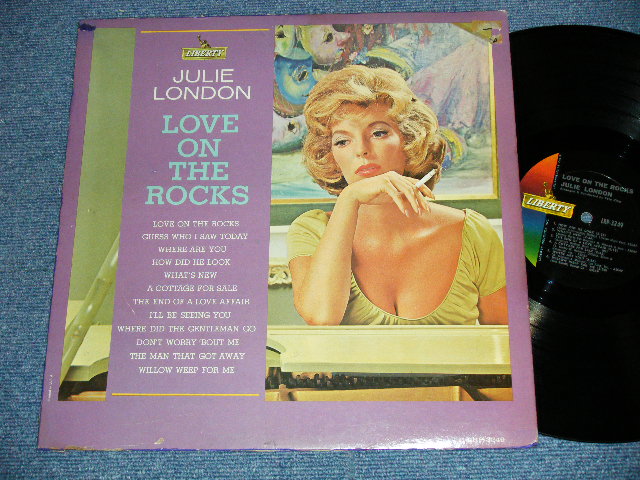 LIBERTY
JULIE
LONDON
LOVE
ON
THE
ROCKS
LOVE ON THE ROCKS
GUESS WHO I SAW TODAY
WHERE ARE YOU
HOW DID HE LOOK
WHAT'S NEW
A COTTAGE FOR SALE
THE END OF A LOVE AFFAIR
I'LL BE SEEING YOU
WHERE DID THE GENTLEMAN GO
DON'T WORRY 'BOUT ME
THE MAN THAT GOT AWAY
WILLOW WEEP FOR ME
LOVE ON THE ROCKS
JULIE LONDON
LIBERTY
LRP-3249